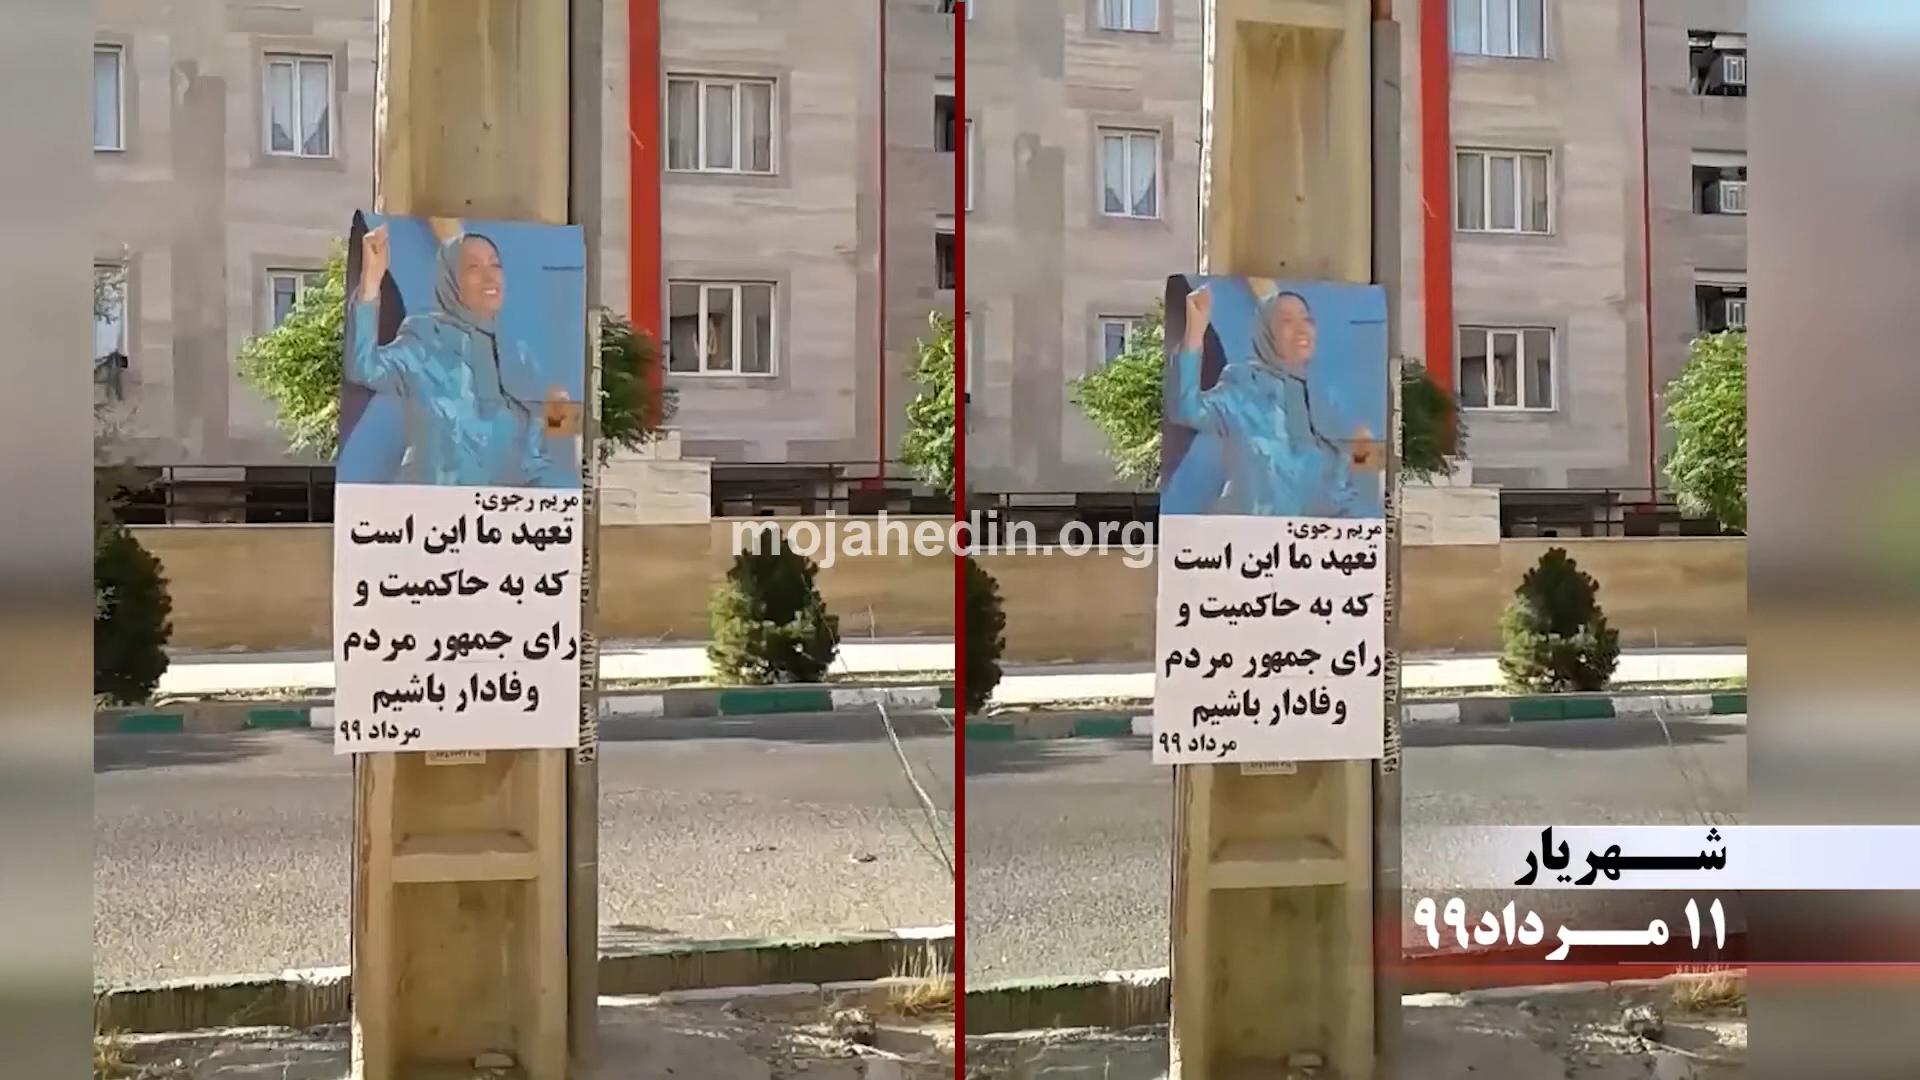 مریم رجوی:
تعهد ما این است
که به حاکمیت و
رای جمهور مردم
وفادار باشیم
مرداد ۹۹
mojahedin.org
مریم رجوی:
تعهد ما این است
که به حاکمیت و
رای جمهور مردم
وفادار باشیم
مرداد ۹۹
شهریار
۱۱ مرداد۹۹